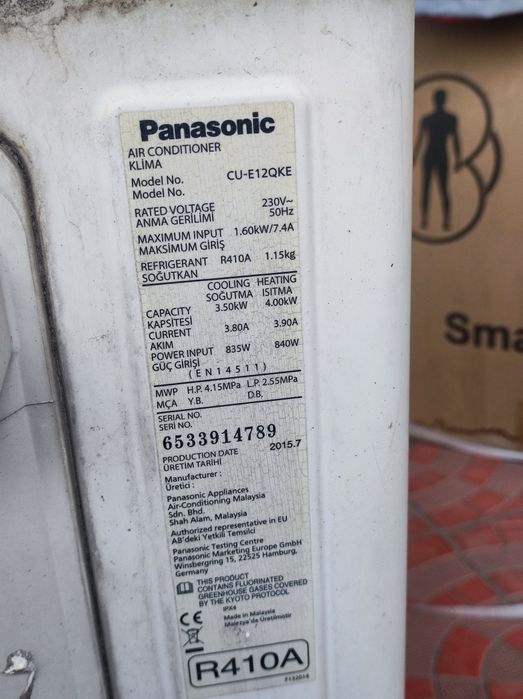 Panasonic
AIR CONDITIONER
KLİMA
Model No. CU-E12QKE
Model No.
RATED VOLTAGE 230V~
ANMA GERİLİMİ 50Hz
MAXIMUM INPUT 1.60kW/7.4A
MAKSİMUM GİRİŞ
REFRIGERANT R410A 1.15kg
SOĞUTKAN
COOLING HEATING
SOĞUTMA ISITMA
CAPACITY 3.50kW 4.00kW
KAPSİTESİ
CURRENT 3.80A 3.90A
AKIM
POWER INPUT 835W 840W
GÜÇ GİRİŞİ
(EN14511)
MWP H.P. 4.15MPa L.P. 2.55MPa
MÇA Y.B. D.B,
SERIAL NO.
SERİ NO.
6533914789
PRODUCTION DATE 2015.7
ÜRETİM TARİHİ
Manufacturer :
Üretici :
Panasonic Appliances
Air-Conditioning Malaysia
Sdn. Bhd.
Shah Alam, Malaysia
Authorized representative in EU
AB'deki Yetkili Temsilci
Panasonic Testing Centre
Panasonic Marketing Europe GmbH
Winsbergring 15, 22525 Hamburg,
Germany
THIS PRODUCT
CONTAINS FLUORINATED
GREENHOUSE GASES COVERED
BY THE KYOTO PROTOCOL
IPX4
CE Made in Malaysia
Malezya'da Üretilmiştir
R410A
F132014
Sma